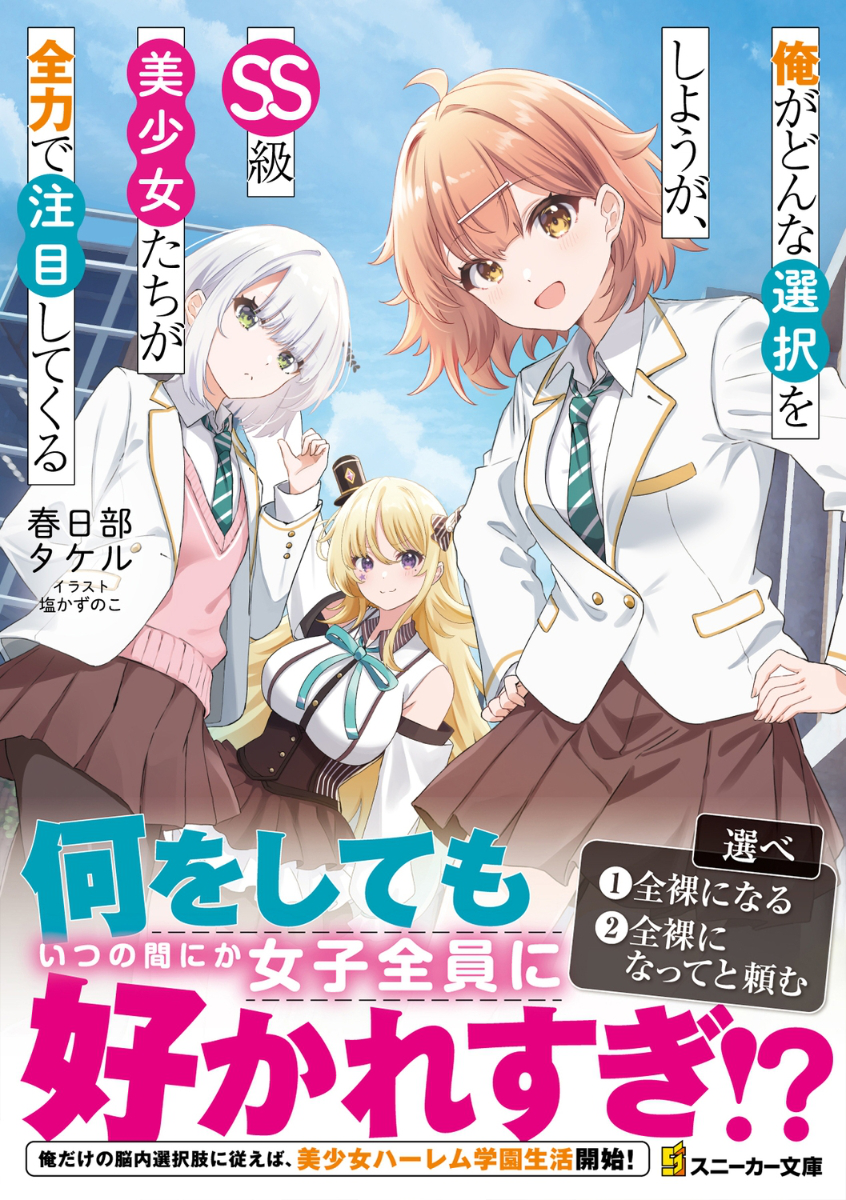 俺がどんな選択を
しようが、
SS級
美少女たちが
全力で注目してくる
春日部
タケル
イラスト
塩かずのこ
何をしても
いつの間にか女子全員に
好かれすぎ!?
選べ
1全裸になる
2全裸に
なってと頼む
俺だけの脳内選択肢に従えば、美少女ハーレム学園生活開始!
スニーカー文庫